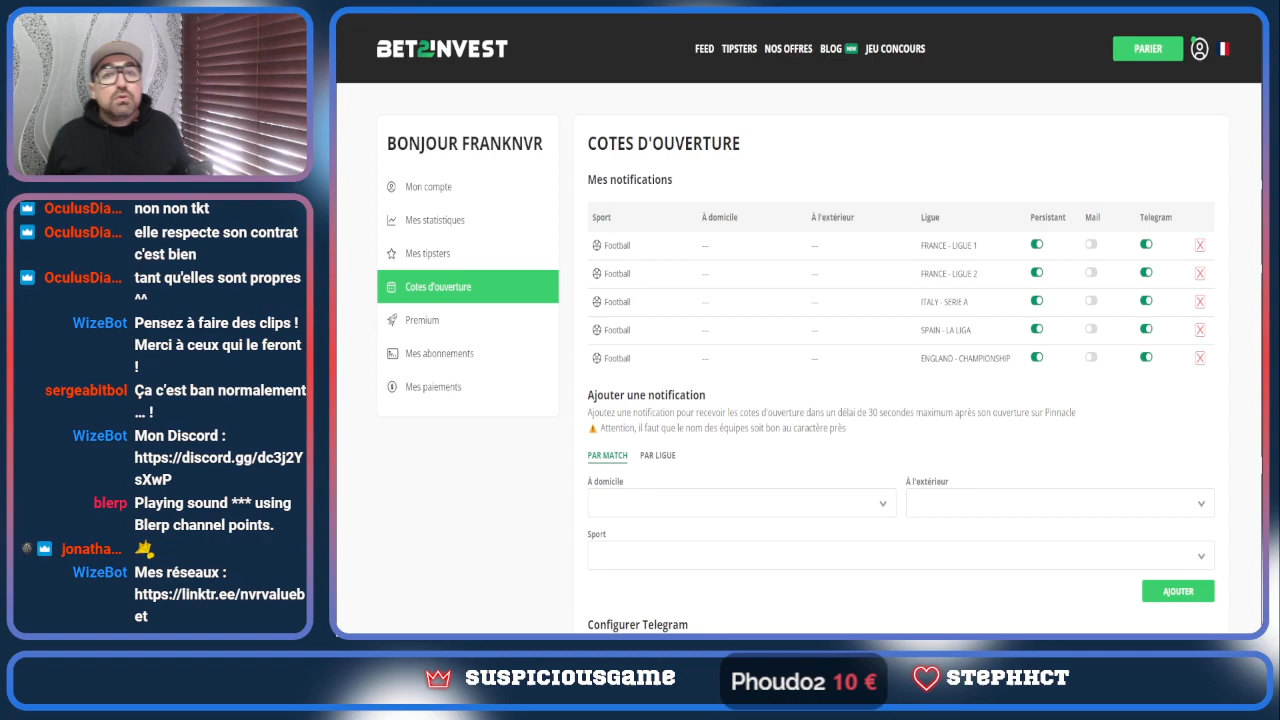 OculusDia... non non tkt
OculusDia... elle respecte son contrat
c'est bien
OculusDia... tant qu'elles sont propres
^^
WizeBot Pensez à faire des clips !
Merci à ceux qui le feront
!
sergeabitbol Ça c'est ban normalement
... !
WizeBot Mon Discord :
https://discord.gg/dc3j2Y
sXwP
blerp Playing sound *** using
Blerp channel points.
jonatha...
WizeBot Mes réseaux :
https://linktr.ee/nvrvalueb
et
BET2INVEST
FEED TIPSTERS NOS OFFRES BLOG NEW JEU CONCOURS
PARIER
BONJOUR FRANKNVR
Mon compte
Mes statistiques
Mes tipsters
Cotes d'ouverture
Premium
Mes abonnements
Mes paiements
COTES D'OUVERTURE
Mes notifications
Sport À domicile À l'extérieur Ligue Persistant Mail Telegram
Football --- --- FRANCE - LIGUE 1 X
Football --- --- FRANCE - LIGUE 2 X
Football --- --- ITALY - SERIE A X
Football --- --- SPAIN - LA LIGA X
Football --- --- ENGLAND - CHAMPIONSHIP X
Ajouter une notification
Ajoutez une notification pour recevoir les cotes d'ouverture dans un délai de 30 secondes maximum après son ouverture sur Pinnacle
Attention, il faut que le nom des équipes soit bon au caractère près
PAR MATCH PAR LIGUE
À domicile À l'extérieur
Sport
AJOUTER
Configurer Telegram
SUSPICIOUSGAME Phoudo2 10 € STEPHHCT